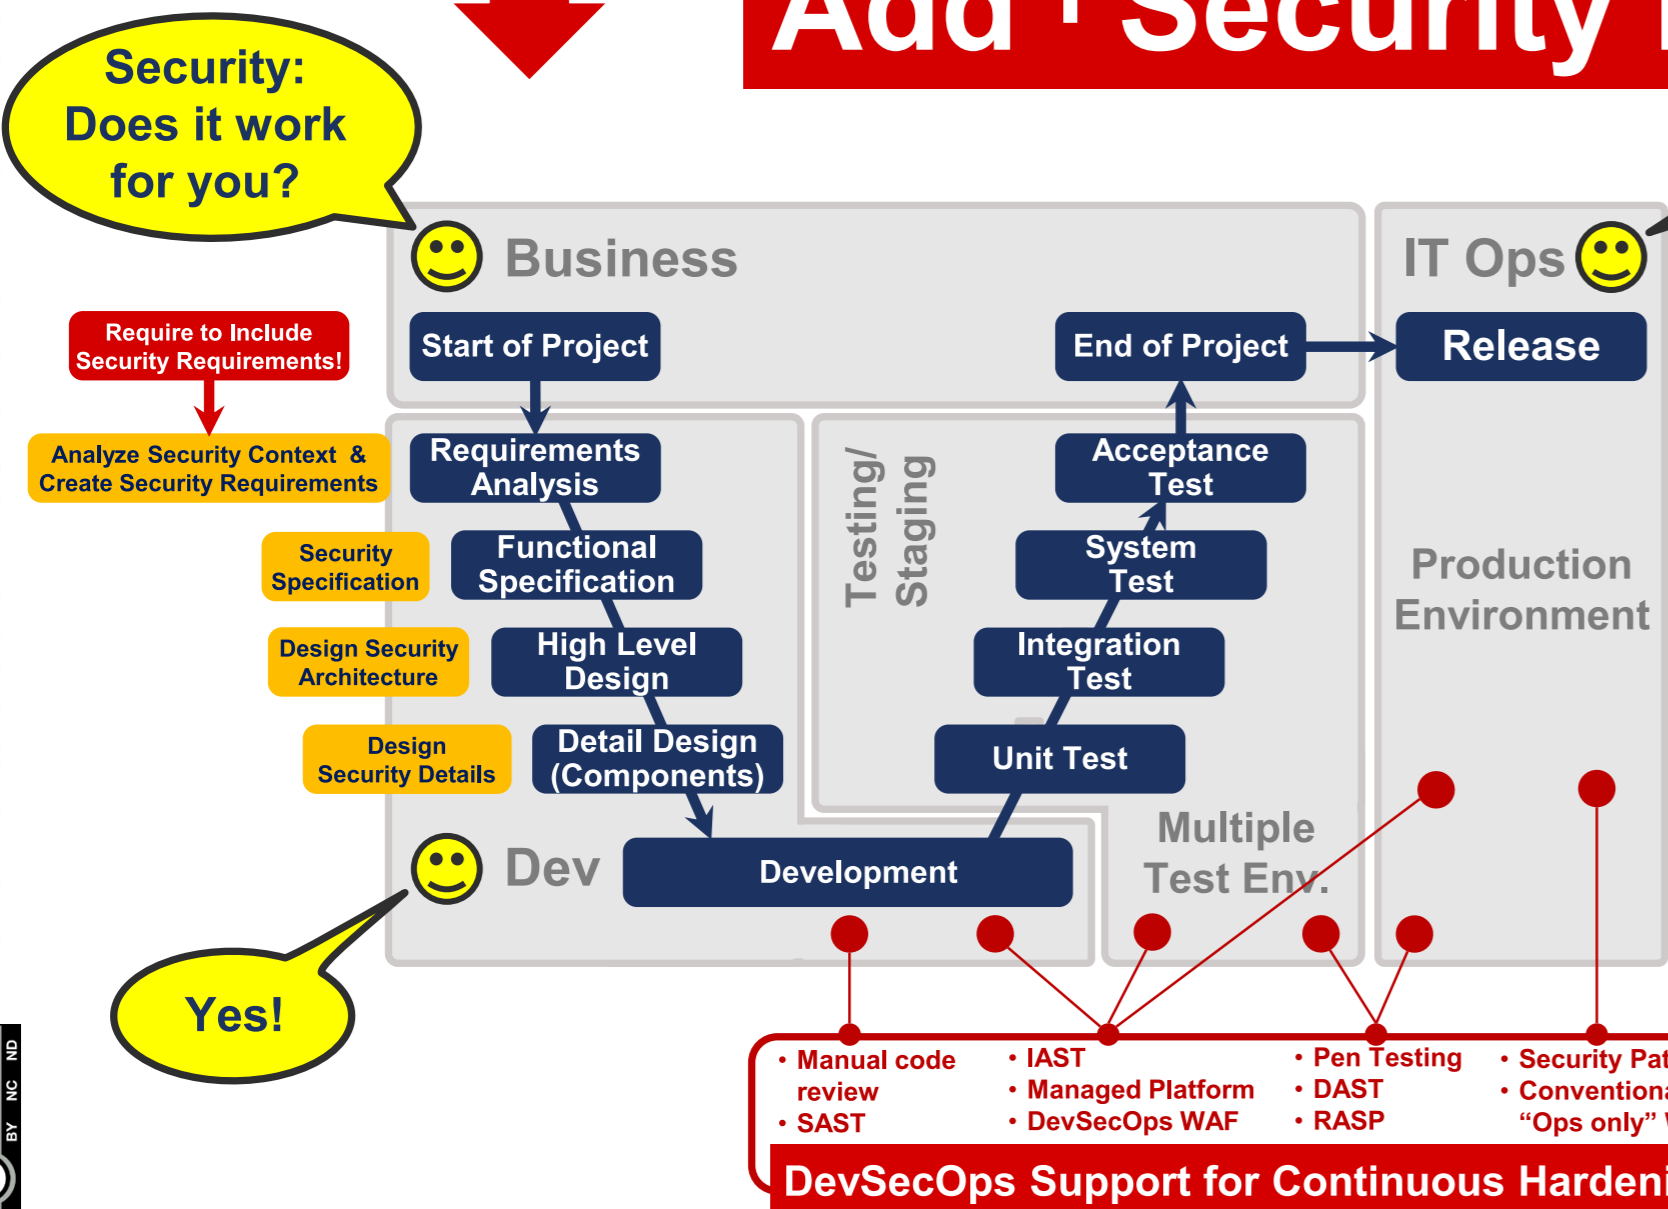 Add
Security
Security:
Does it work
for you?
Business
IT Ops
Require to Include
Security Requirements!
Start of Project
End of Project
Release
Analyze Security Context &
Create Security Requirements
Requirements
Analysis
Testing/
Staging
Acceptance
Test
Security
Specification
Functional
Specification
System
Test
Production
Environment
Design Security
Architecture
High Level
Design
Integration
Test
Design
Security Details
Detail Design
(Components)
Unit Test
Multiple
Test Env.
Dev
Development
Yes!
• Manual code
review
• SAST
• IAST
• Managed Platform
• DevSecOps WAF
• Pen Testing
• DAST
• RASP
• Security Pat
• Conventiona
“Ops only”
DevSecOps Support for Continuous Hardeni
BY NC ND